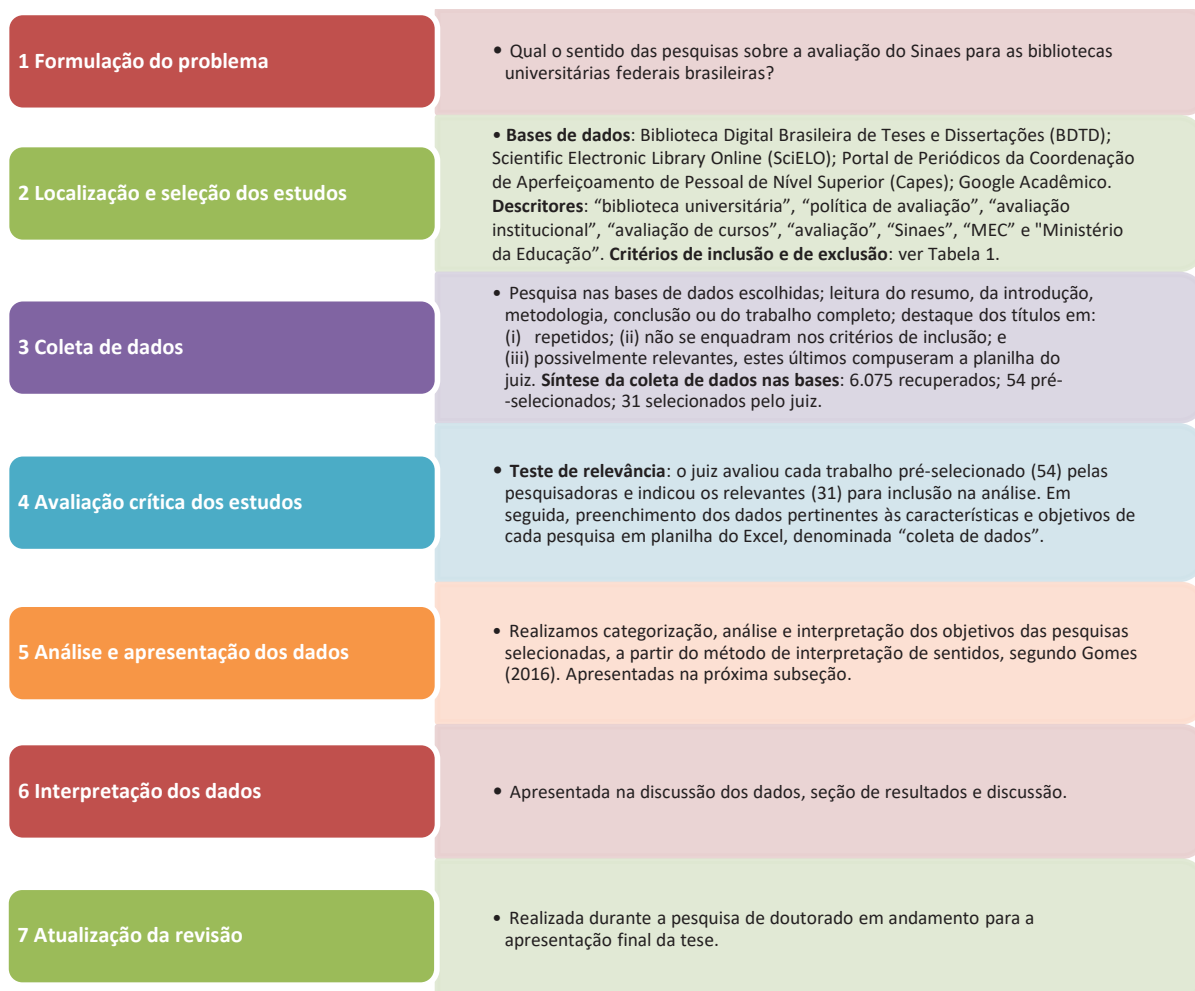 1 Formulação do problema
• Qual o sentido das pesquisas sobre a avaliação do Sinaes para as bibliotecas
universitárias federais brasileiras?
2 Localização e seleção dos estudos
• Bases de dados: Biblioteca Digital Brasileira de Teses e Dissertações (BDTD);
Scientific Electronic Library Online (SciELO); Portal de Periódicos da Coordenação
de Aperfeiçoamento de Pessoal de Nível Superior (Capes); Google Acadêmico.
Descritores: “biblioteca universitária”, “política de avaliação”, “avaliação
institucional”, “avaliação de cursos”, “avaliação”, “Sinaes”, “MEC” e "Ministério
da Educação”. Critérios de inclusão e de exclusão: ver Tabela 1.
3 Coleta de dados
• Pesquisa nas bases de dados escolhidas; leitura do resumo, da introdução,
metodologia, conclusão ou do trabalho completo; destaque dos títulos em:
(i) repetidos; (ii) não se enquadram nos critérios de inclusão; e
(iii) possivelmente relevantes, estes últimos compuseram a planilha do
juiz. Síntese da coleta de dados nas bases: 6.075 recuperados; 54 pré-
-selecionados; 31 selecionados pelo juiz.
4 Avaliação crítica dos estudos
• Teste de relevância: o juiz avaliou cada trabalho pré-selecionado (54) pelas
pesquisadoras e indicou os relevantes (31) para inclusão na análise. Em
seguida, preenchimento dos dados pertinentes às características e objetivos de
cada pesquisa em planilha do Excel, denominada “coleta de dados”.
5 Análise e apresentação dos dados
• Realizamos categorização, análise e interpretação dos objetivos das pesquisas
selecionadas, a partir do método de interpretação de sentidos, segundo Gomes
(2016). Apresentadas na próxima subseção.
6 Interpretação dos dados
• Apresentada na discussão dos dados, seção de resultados e discussão.
7 Atualização da revisão
• Realizada durante a pesquisa de doutorado em andamento para a
apresentação final da tese.